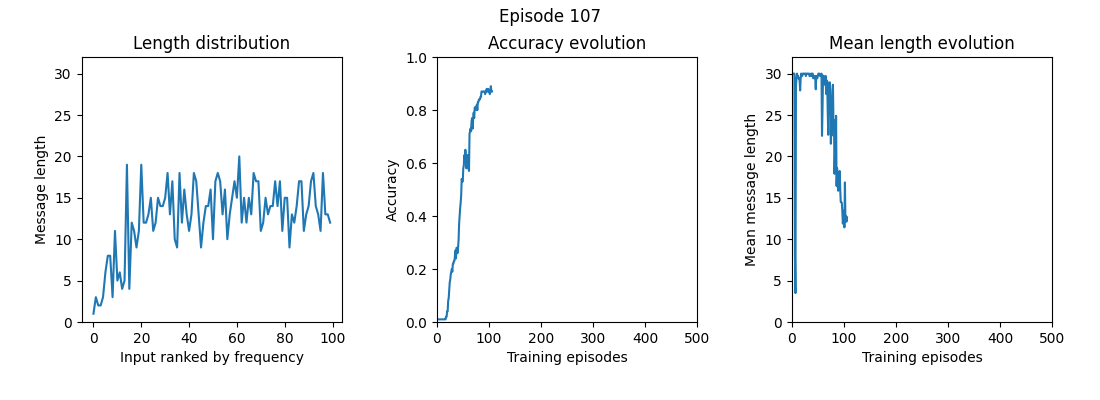 Episode 107
Length distribution
Accuracy evolution
Mean length evolution
Message length
30
25
20
15
10
5
0
0 20 40 60 80 100
Input ranked by frequency
Accuracy
1.0
0.8
0.6
0.4
0.2
0.0
0 100 200 300 400 500
Training episodes
Mean message length
30
25
20
15
10
5
0
0 100 200 300 400 500
Training episodes